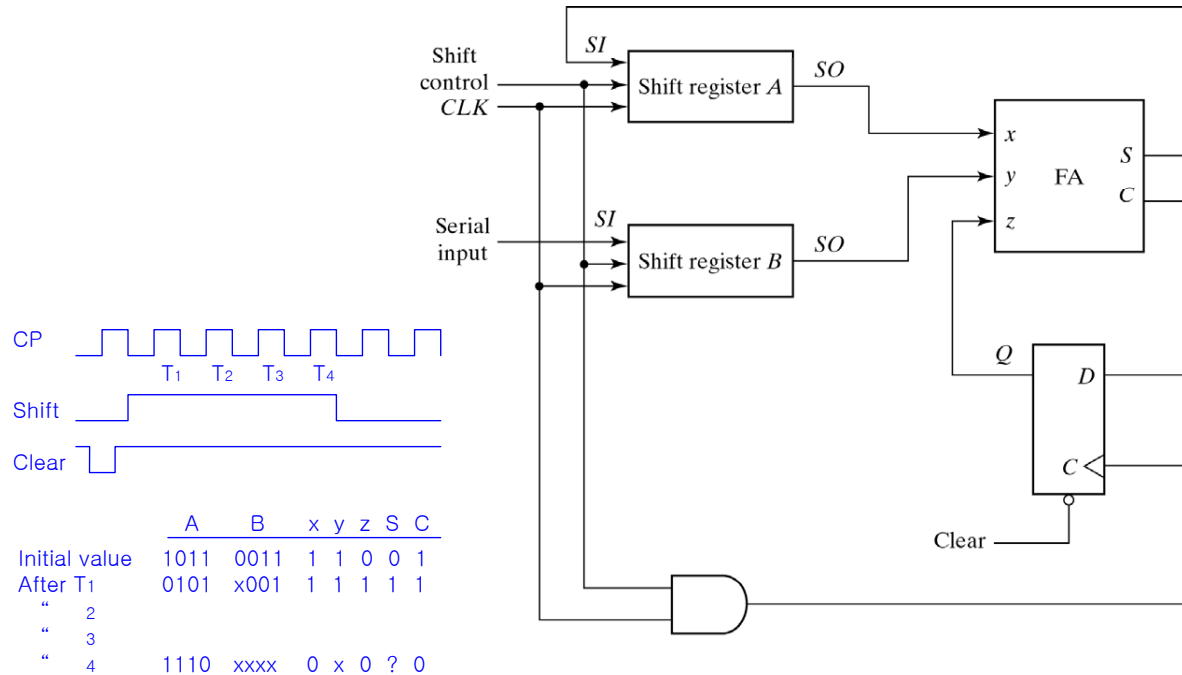 SI
Shift
control
CLK
Shift register A
SO
x
y
z
FA
S
C
Serial
input
SI
Shift register B
SO
CP
T1 T2 T3 T4
Shift
Clear
Q
D
C
Clear
A B x y z S C
Initial value 1011 0011 1 1 0 0 1
After T1 0101 x001 1 1 1 1 1
“ 2
“ 3
“ 4 1110 xxxx 0 x 0 ? 0